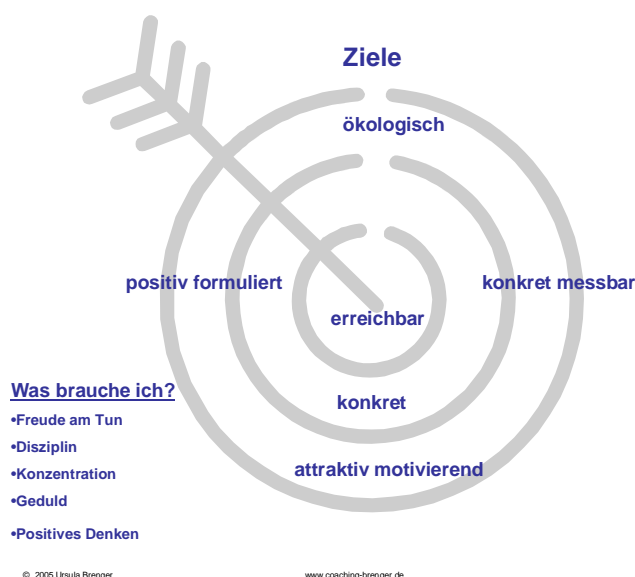 Ziele
ökologisch
positiv formuliert
konkret messbar
erreichbar
konkret
attraktiv motivierend
Was brauche ich?
•Freude am Tun
•Disziplin
•Konzentration
•Geduld
•Positives Denken
© 2005 Ursula Brenger
www.coaching-brenger.de